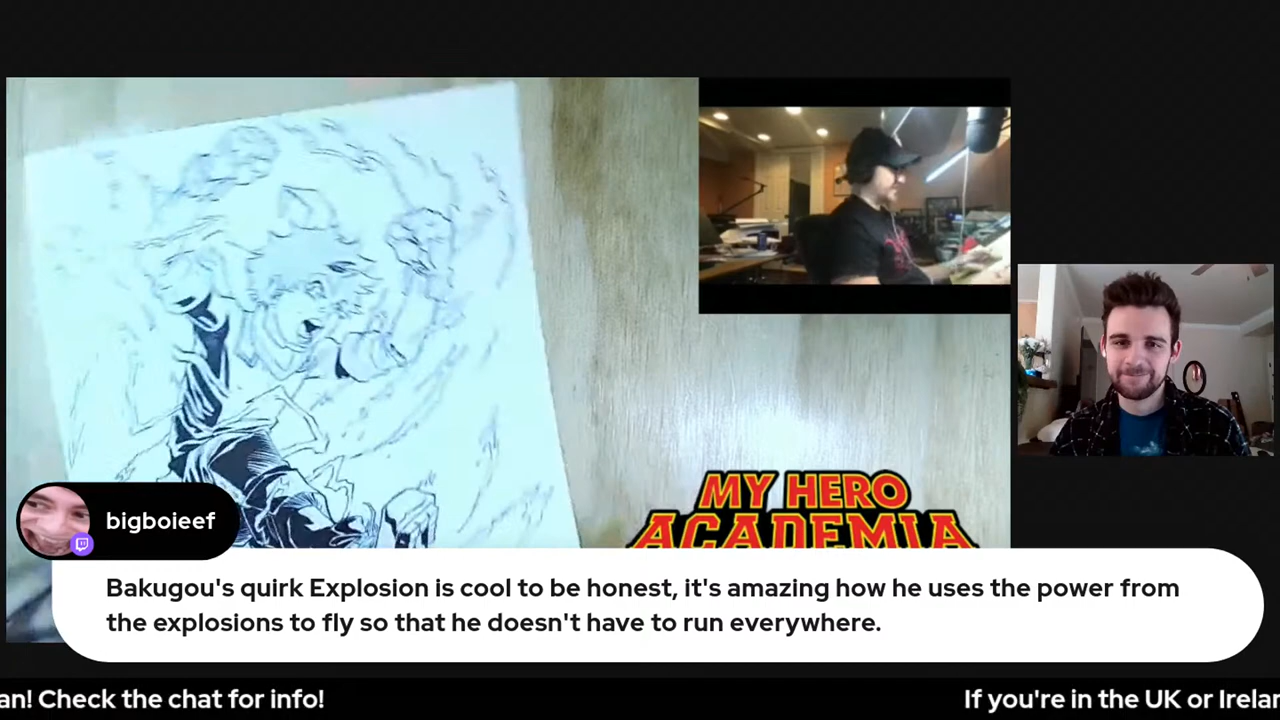 MY HERO
ACADEMIA
bigboieef
Bakugou's quirk Explosion is cool to be honest, it's amazing how he uses the power from
the explosions to fly so that he doesn't have to run everywhere.
an! Check the chat for info!
If you're in the UK or Irelan